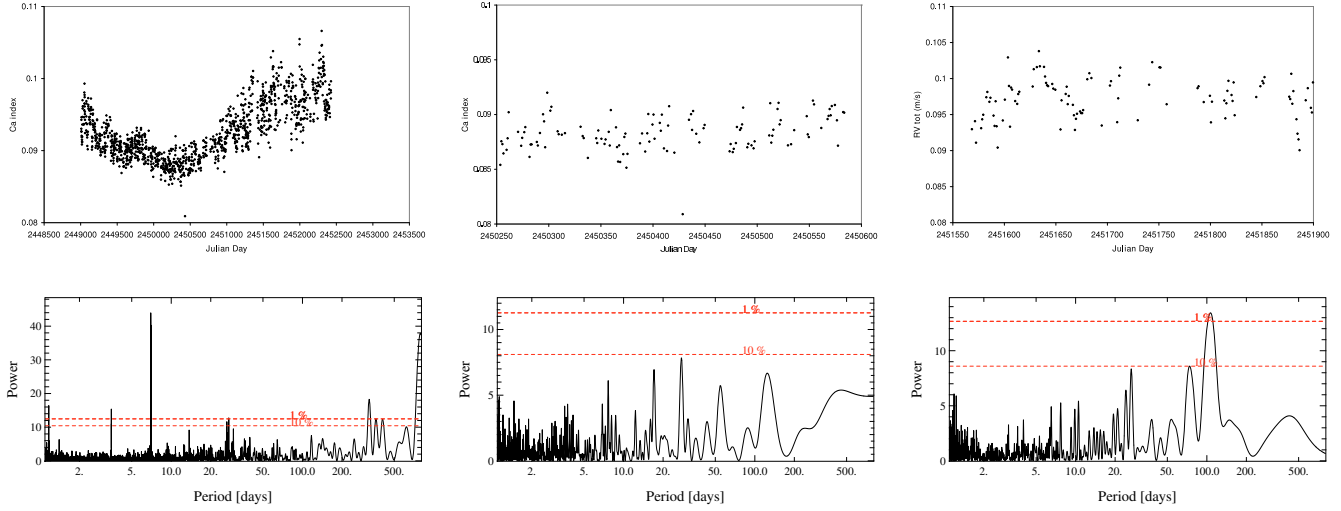 0.11
0.1
0.09
0.08
Ca index
2448500 2449000 2449500 2450000 2450500 2451000 2451500 2452000 2452500 2453000 2453500
Julian Day
0.1
0.095
0.09
0.085
0.08
Ca index
2450250 2450300 2450350 2450400 2450450 2450500 2450550 2450600
Julian Day
0.11
0.105
0.1
0.095
0.09
0.085
0.08
RV tot (m/s)
2451550 2451600 2451650 2451700 2451750 2451800 2451850 2451900
Julian Day
40
30
20
10
0
Power
1 %
10 %
2. 5. 10.0 20. 50. 100.0 200. 500.
Period [days]
10
5
0
Power
1 %
10 %
2. 5. 10.0 20. 50. 100.0 200. 500.
Period [days]
10
5
0
Power
1 %
10 %
2. 5. 10.0 20. 50. 100.0 200. 500.
Period [days]